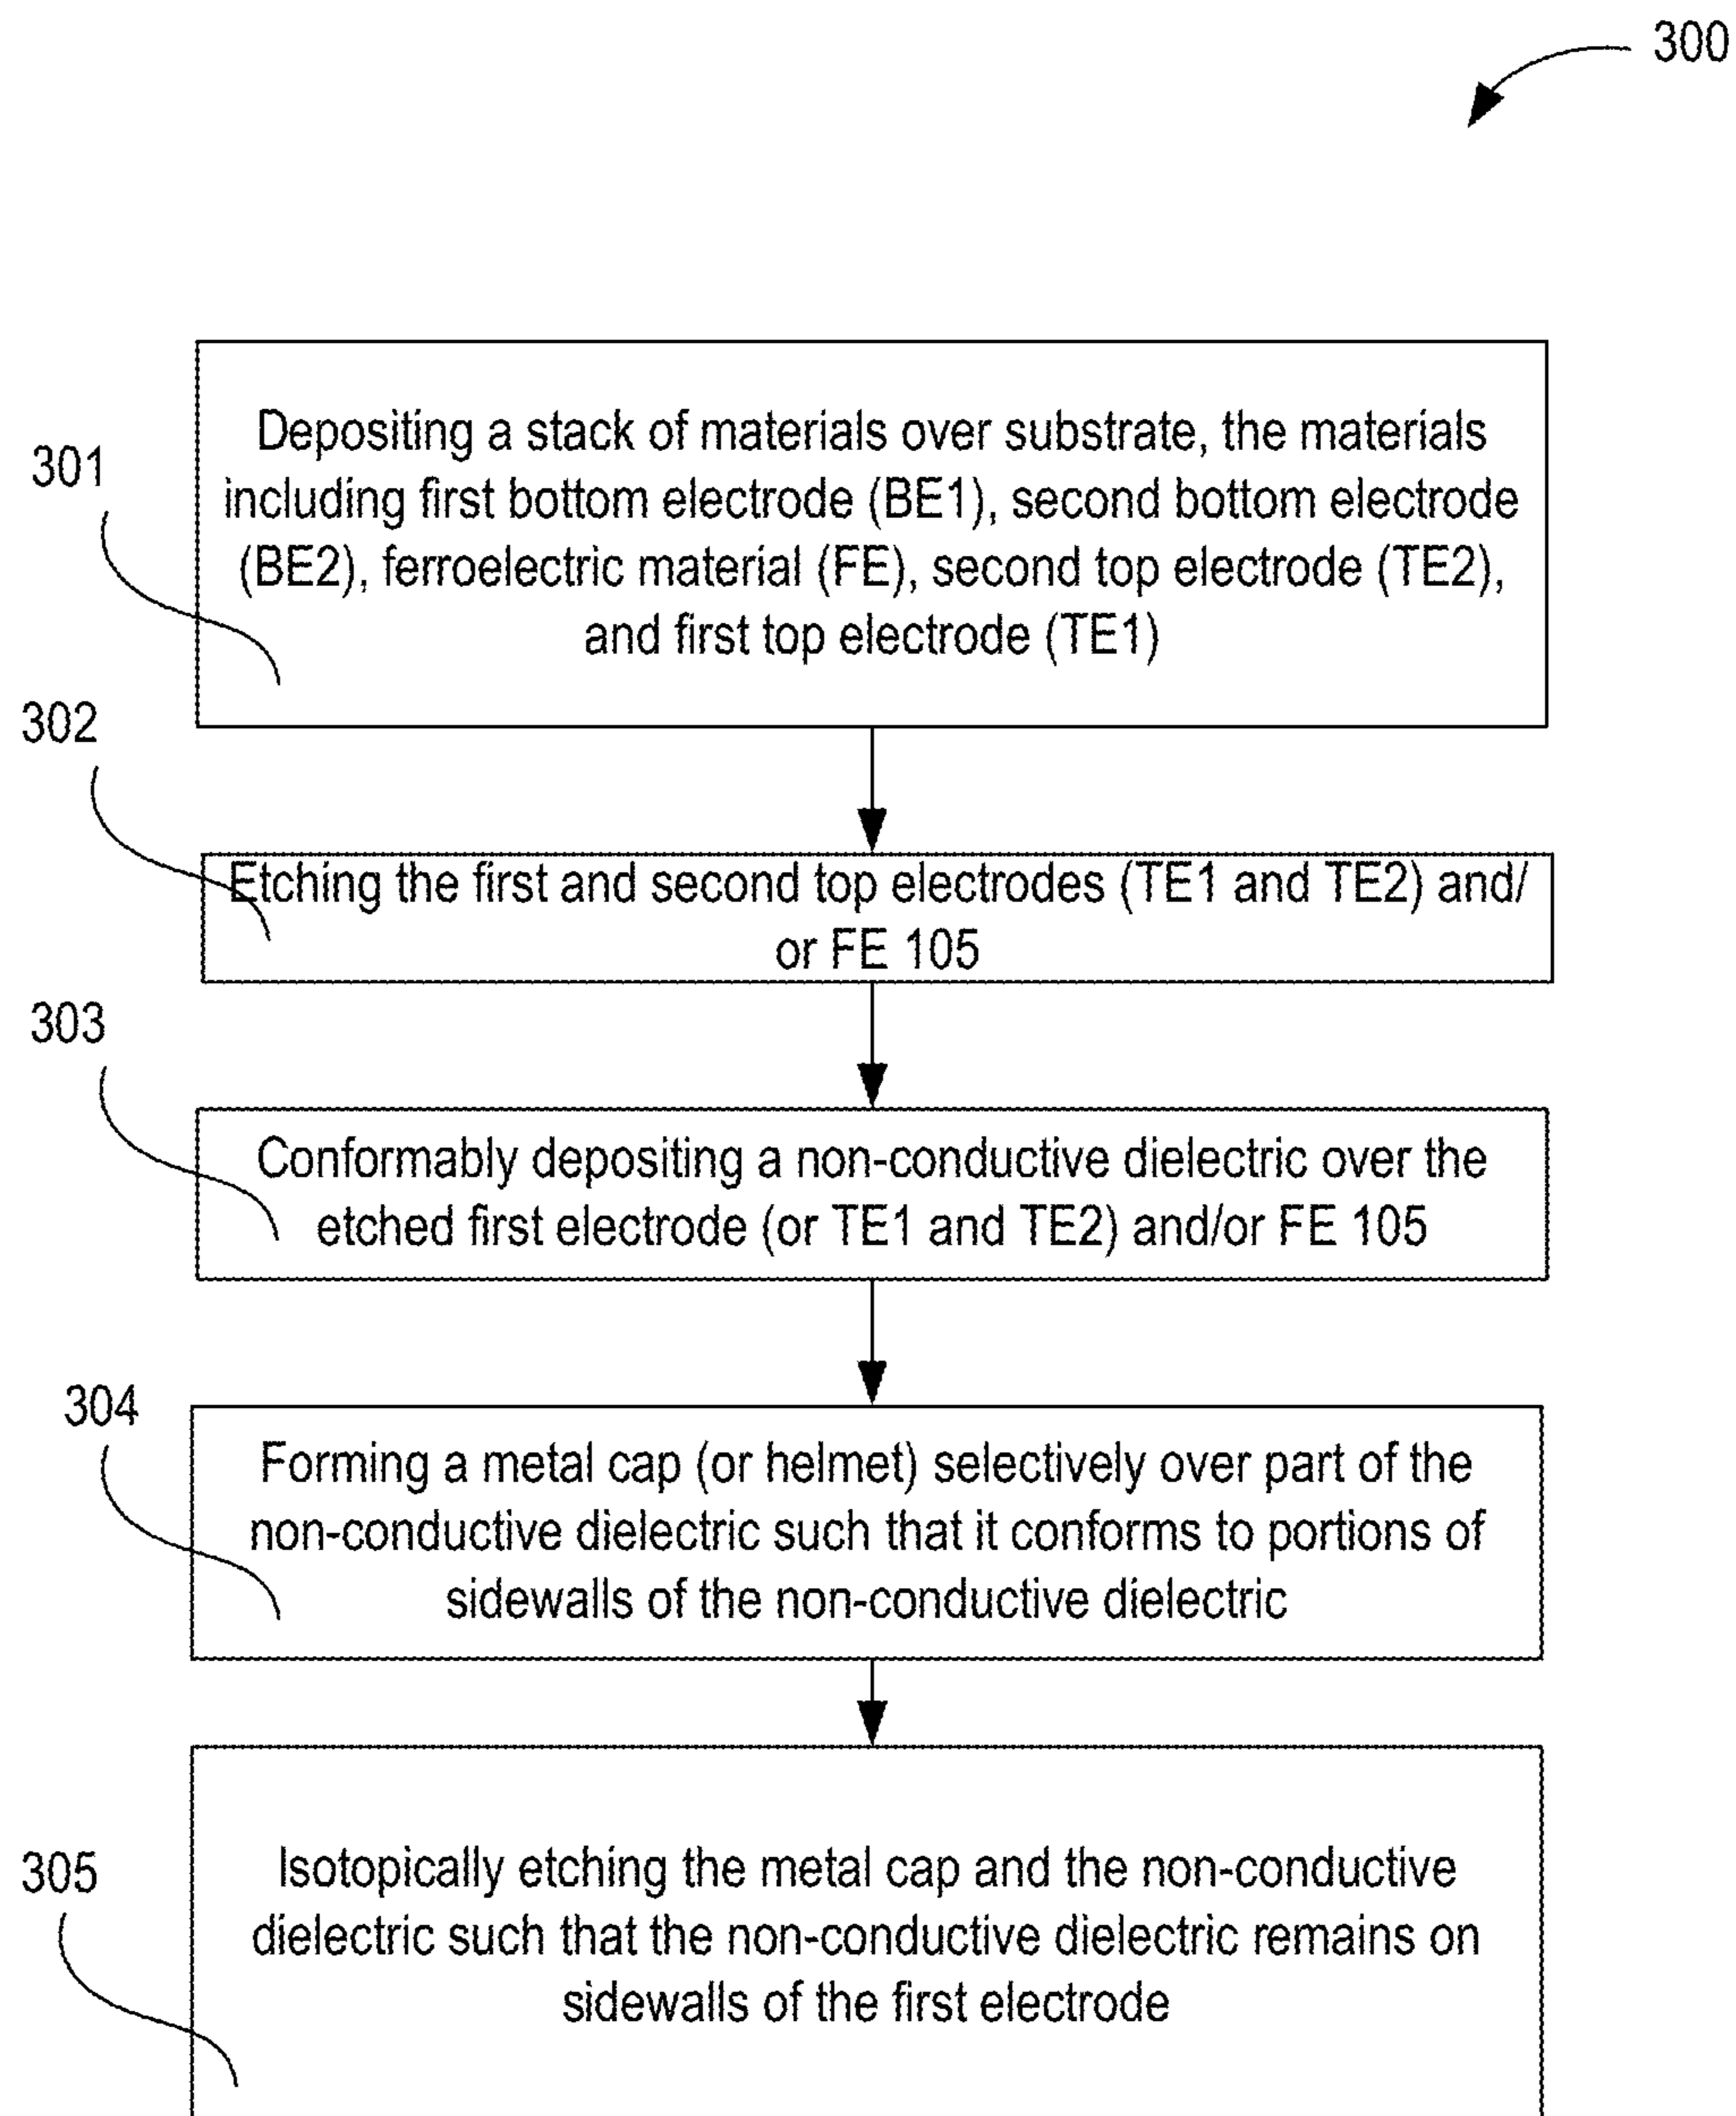 300
301
Depositing a stack of materials over substrate, the materials
including first bottom electrode (BE1), second bottom electrode
(BE2), ferroelectric material (FE), second top electrode (TE2),
and first top electrode (TE1)
302
Etching the first and second top electrodes (TE1 and TE2) and/
or FE 105
303
Conformably depositing a non-conductive dielectric over the
etched first electrode (or TE1 and TE2) and/or FE 105
304
Forming a metal cap (or helmet) selectively over part of the
non-conductive dielectric such that it conforms to portions of
sidewalls of the non-conductive dielectric
305
Isotopically etching the metal cap and the non-conductive
dielectric such that the non-conductive dielectric remains on
sidewalls of the first electrode